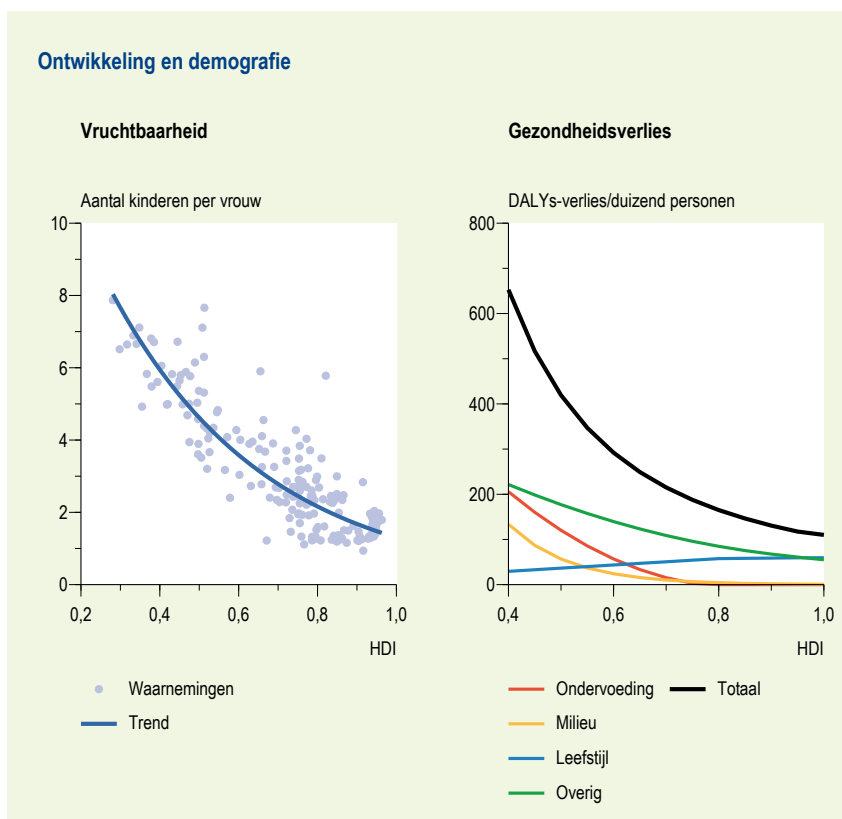 Ontwikkeling en demografie
Vruchtbaarheid
Aantal kinderen per vrouw
10
8
6
4
2
0
0,2 0,4 0,6 0,8 1,0
HDI
Waarnemingen
Trend
Gezondheidsverlies
DALYs-verlies/duizend personen
800
600
400
200
0
0,4 0,6 0,8 1,0
HDI
Ondervoeding Totaal
Milieu
Leefstijl
Overig